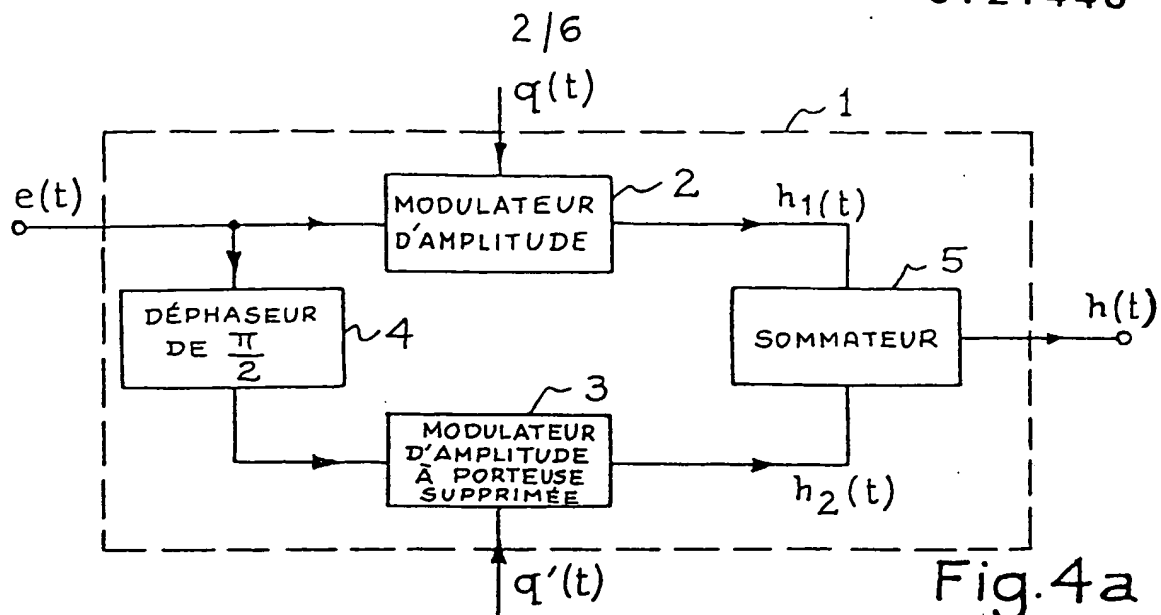 2/6
q(t)
1
e(t)
MODULATEUR
D'AMPLITUDE
2
h1(t)
5
DÉPHASEUR
DE π/2
4
SOMMATEUR
h(t)
3
MODULATEUR
D'AMPLITUDE
À PORTEUSE
SUPPRIMÉE
h2(t)
q'(t)
Fig.4a